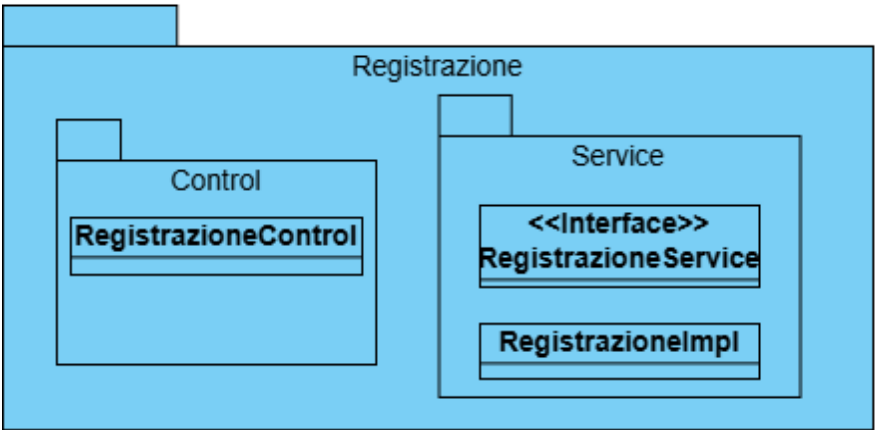 Registrazione
Control
RegistrazioneControl
Service
<<Interface>>
RegistrazioneService
RegistrazioneImpl